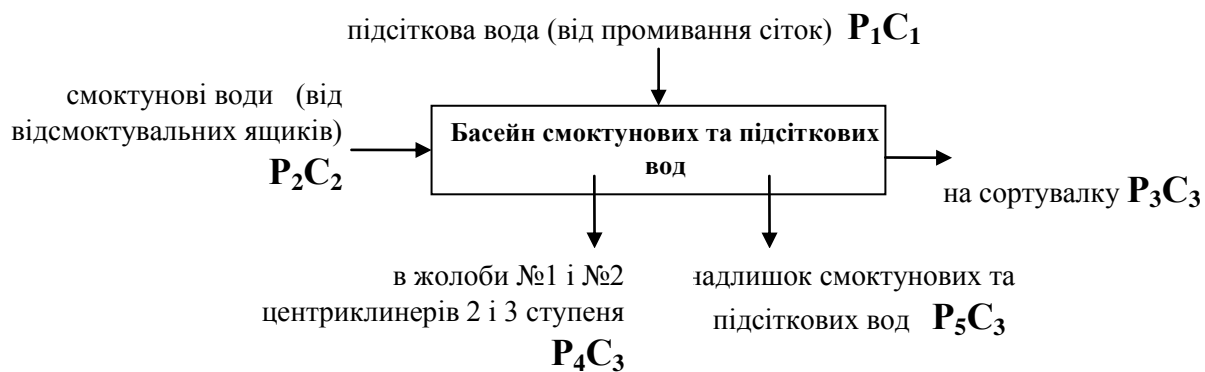 підсіткова вода (від промивання сіток) P₁C₁
смоктунові води (від
відсмоктувальних ящиків)
P₂C₂
Басейн смоктунових та підсіткових
вод
на сортувалку P₃C₃
в жолоби №1 і №2
центриклинерів 2 і 3 ступеня
P₄C₃
надлишок смоктунових та
підсіткових вод P₅C₃